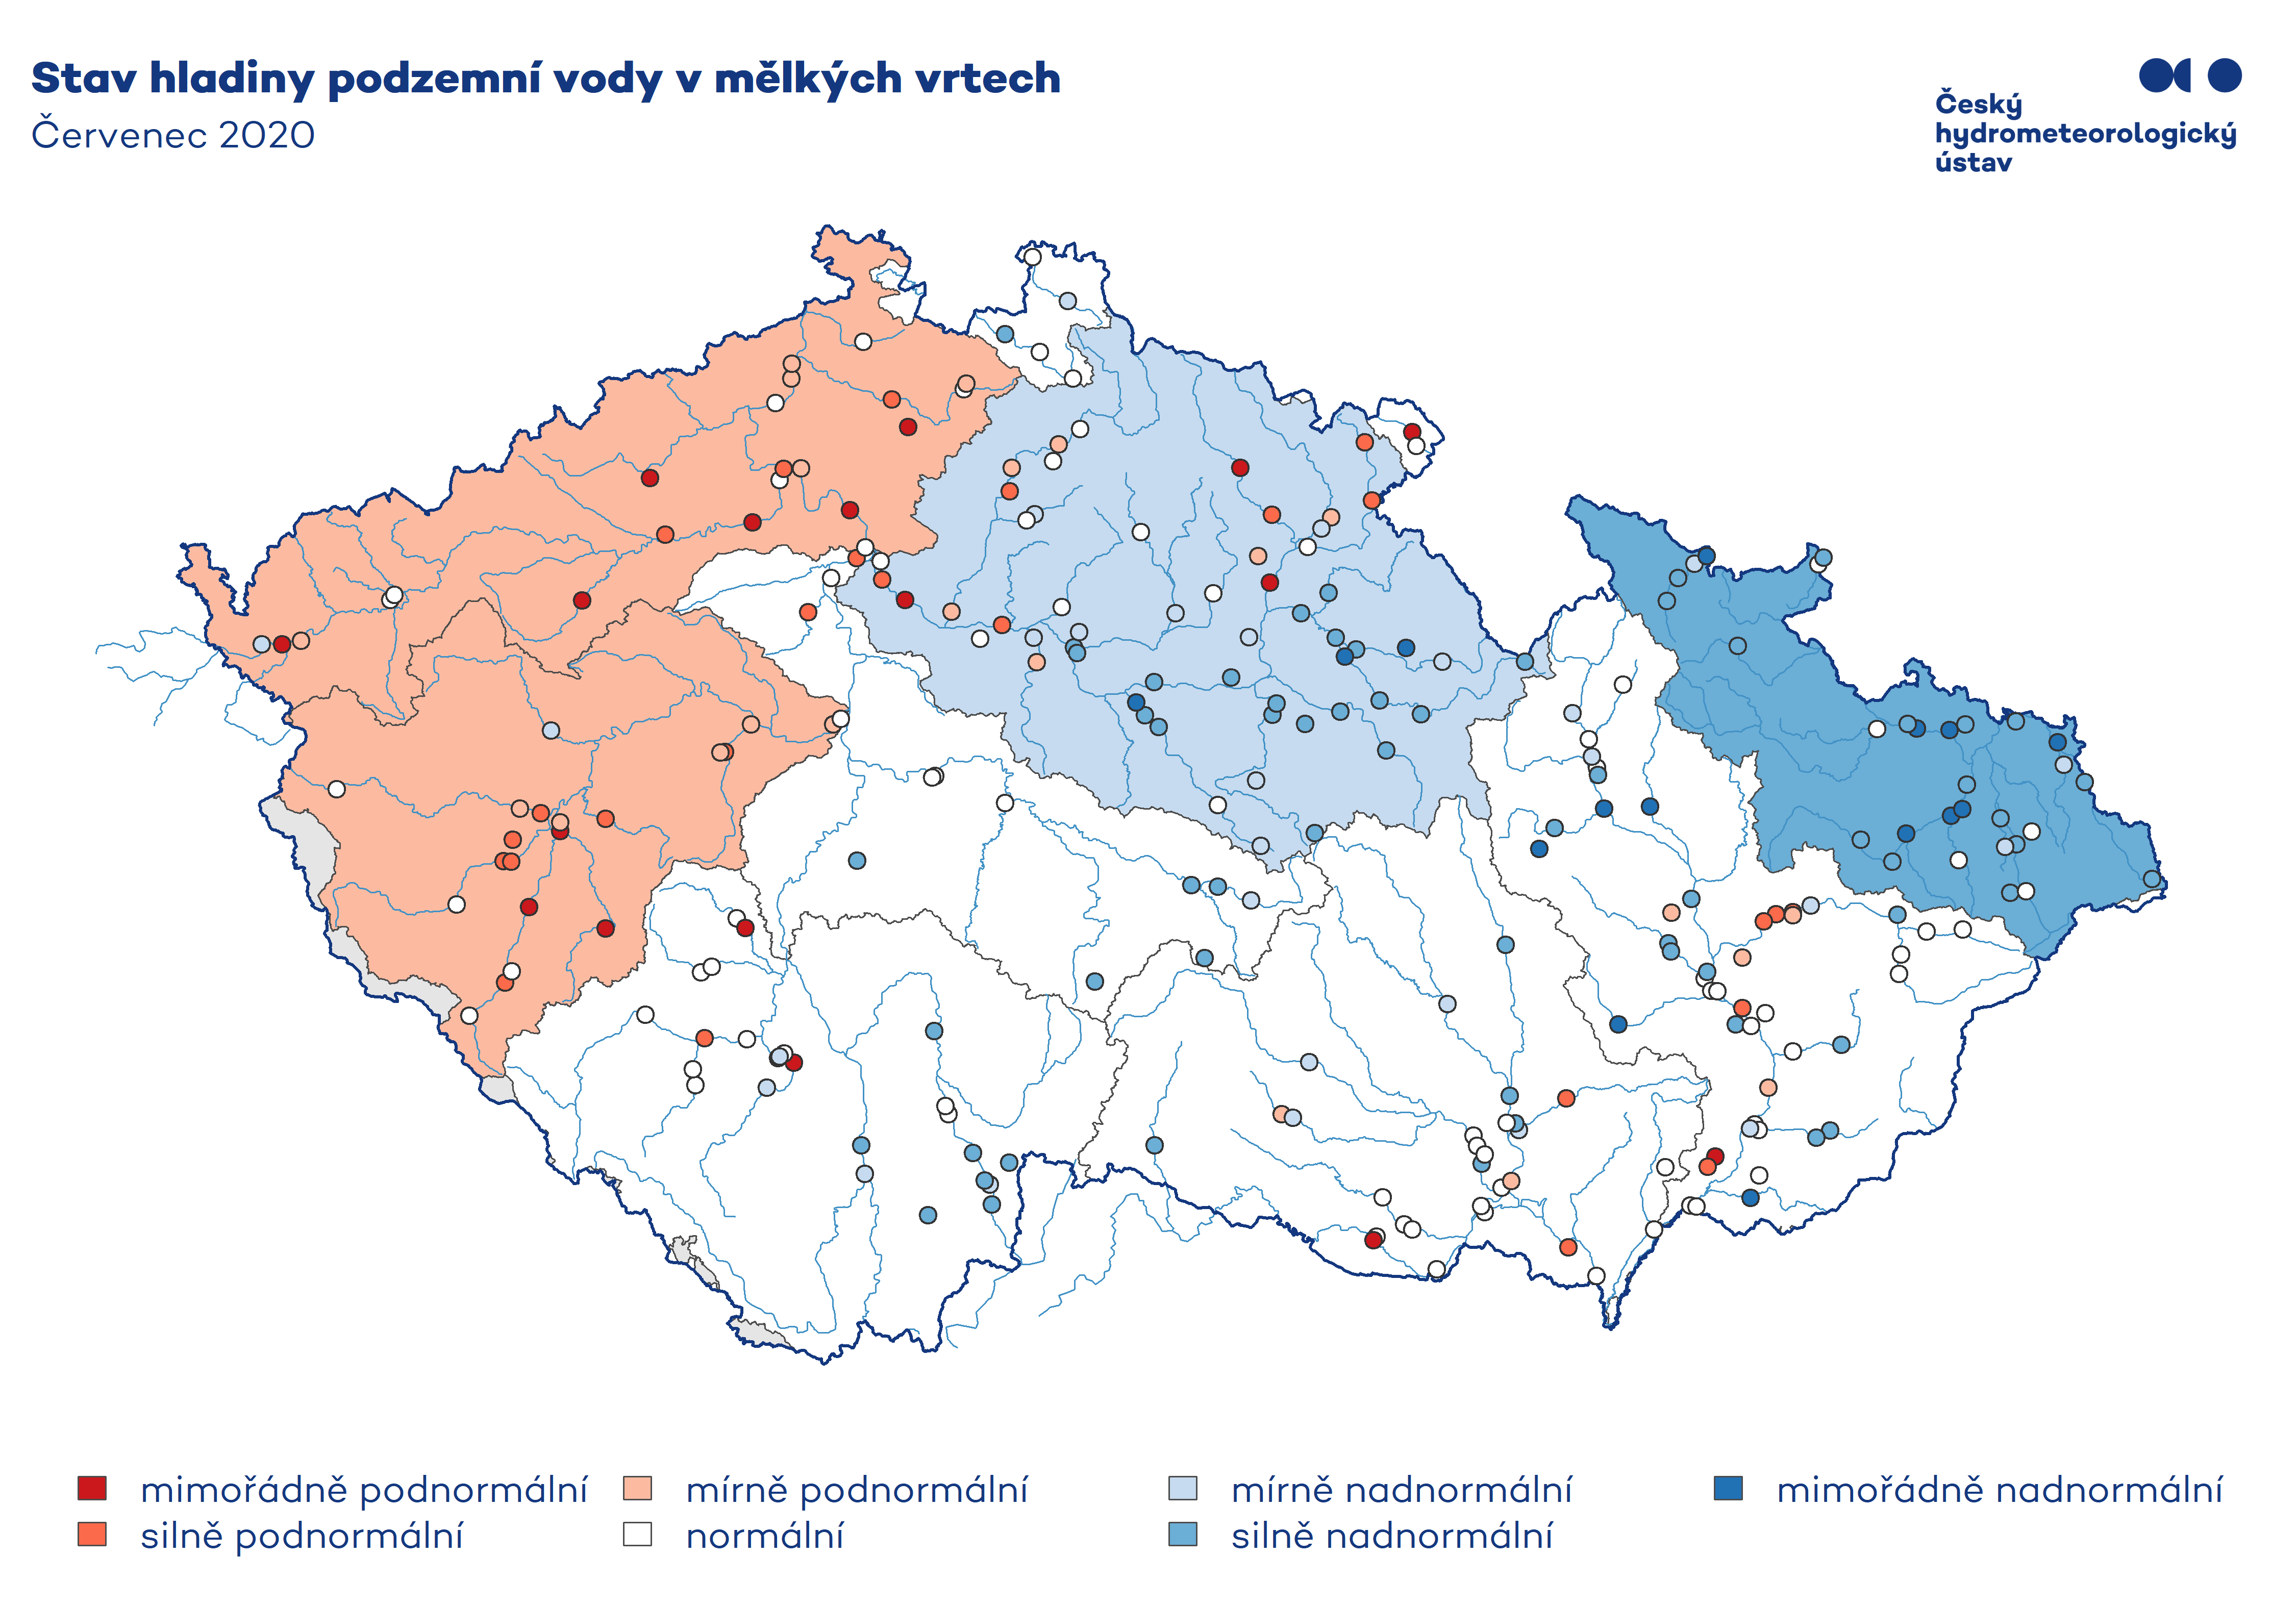 Stav hladiny podzemní vody v mělkých vrtech
Červenec 2020
Český
hydrometeorologický
ústav
mimořádně podnormální
mírně podnormální
mírně nadnormální
mimořádně nadnormální
silně podnormální
normální
silně nadnormální